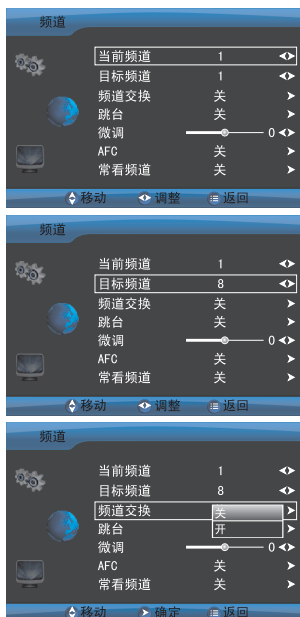 频道
当前频道 1
目标频道 1
频道交换 关
跳台 关
微调 0
AFC 关
常看频道 关
移动 调整 返回
频道
当前频道 1
目标频道 8
频道交换 关
跳台 关
微调 0
AFC 关
常看频道 关
移动 调整 返回
频道
当前频道 1
目标频道 8
频道交换 关
跳台 开
微调 0
AFC 关
常看频道 关
移动 确定 返回